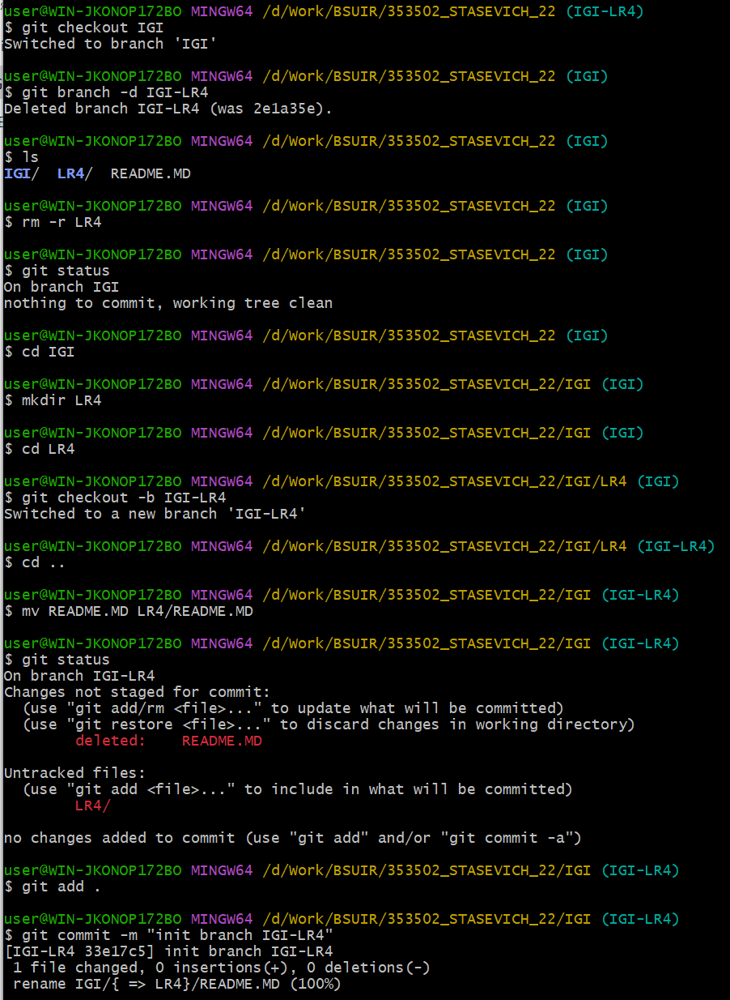 user@WIN-JKONOP172BO MINGW64 /d/Work/BSUIR/353502_STASEVICH_22 (IGI-LR4)
$ git checkout IGI
Switched to branch 'IGI'
user@WIN-JKONOP172BO MINGW64 /d/Work/BSUIR/353502_STASEVICH_22 (IGI)
$ git branch -d IGI-LR4
Deleted branch IGI-LR4 (was 2e1a35e).
user@WIN-JKONOP172BO MINGW64 /d/Work/BSUIR/353502_STASEVICH_22 (IGI)
$ ls
IGI/  LR4/  README.MD
user@WIN-JKONOP172BO MINGW64 /d/Work/BSUIR/353502_STASEVICH_22 (IGI)
$ rm -r LR4
user@WIN-JKONOP172BO MINGW64 /d/Work/BSUIR/353502_STASEVICH_22 (IGI)
$ git status
On branch IGI
nothing to commit, working tree clean
user@WIN-JKONOP172BO MINGW64 /d/Work/BSUIR/353502_STASEVICH_22 (IGI)
$ cd IGI
user@WIN-JKONOP172BO MINGW64 /d/Work/BSUIR/353502_STASEVICH_22/IGI (IGI)
$ mkdir LR4
user@WIN-JKONOP172BO MINGW64 /d/Work/BSUIR/353502_STASEVICH_22/IGI (IGI)
$ cd LR4
user@WIN-JKONOP172BO MINGW64 /d/Work/BSUIR/353502_STASEVICH_22/IGI/LR4 (IGI)
$ git checkout -b IGI-LR4
Switched to a new branch 'IGI-LR4'
user@WIN-JKONOP172BO MINGW64 /d/Work/BSUIR/353502_STASEVICH_22/IGI/LR4 (IGI-LR4)
$ cd ..
user@WIN-JKONOP172BO MINGW64 /d/Work/BSUIR/353502_STASEVICH_22/IGI (IGI-LR4)
$ mv README.MD LR4/README.MD
user@WIN-JKONOP172BO MINGW64 /d/Work/BSUIR/353502_STASEVICH_22/IGI (IGI-LR4)
$ git status
On branch IGI-LR4
Changes not staged for commit:
  (use "git add/rm <file>..." to update what will be committed)
  (use "git restore <file>..." to discard changes in working directory)
        deleted:    README.MD
Untracked files:
  (use "git add <file>..." to include in what will be committed)
        LR4/
no changes added to commit (use "git add" and/or "git commit -a")
user@WIN-JKONOP172BO MINGW64 /d/Work/BSUIR/353502_STASEVICH_22/IGI (IGI-LR4)
$ git add .
user@WIN-JKONOP172BO MINGW64 /d/Work/BSUIR/353502_STASEVICH_22/IGI (IGI-LR4)
$ git commit -m "init branch IGI-LR4"
[IGI-LR4 33e17c5] init branch IGI-LR4
 1 file changed, 0 insertions(+), 0 deletions(-)
 rename IGI/{ => LR4}/README.MD (100%)